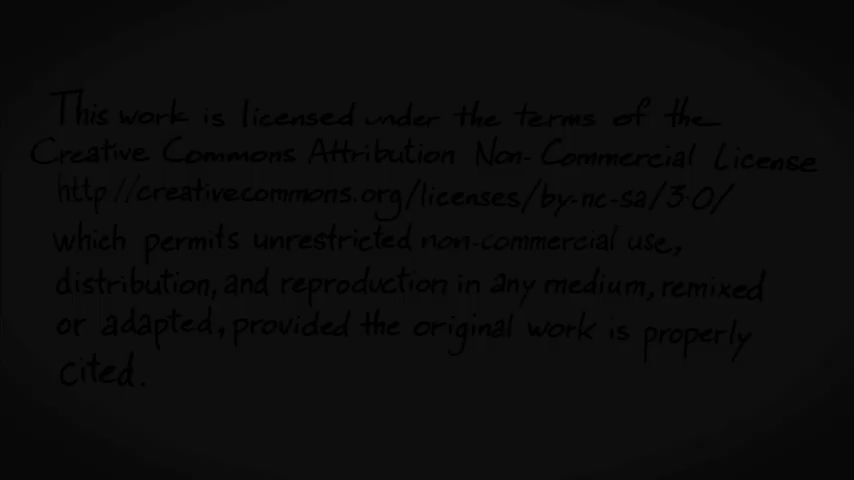 This work is licensed under the terms of the
Creative Commons Attribution Non-Commercial License
http://creativecommons.org/licenses/by-nc-sa/3.0/
which permits unrestricted non-commercial use,
distribution, and reproduction in any medium, remixed
or adapted, provided the original work is properly
cited.